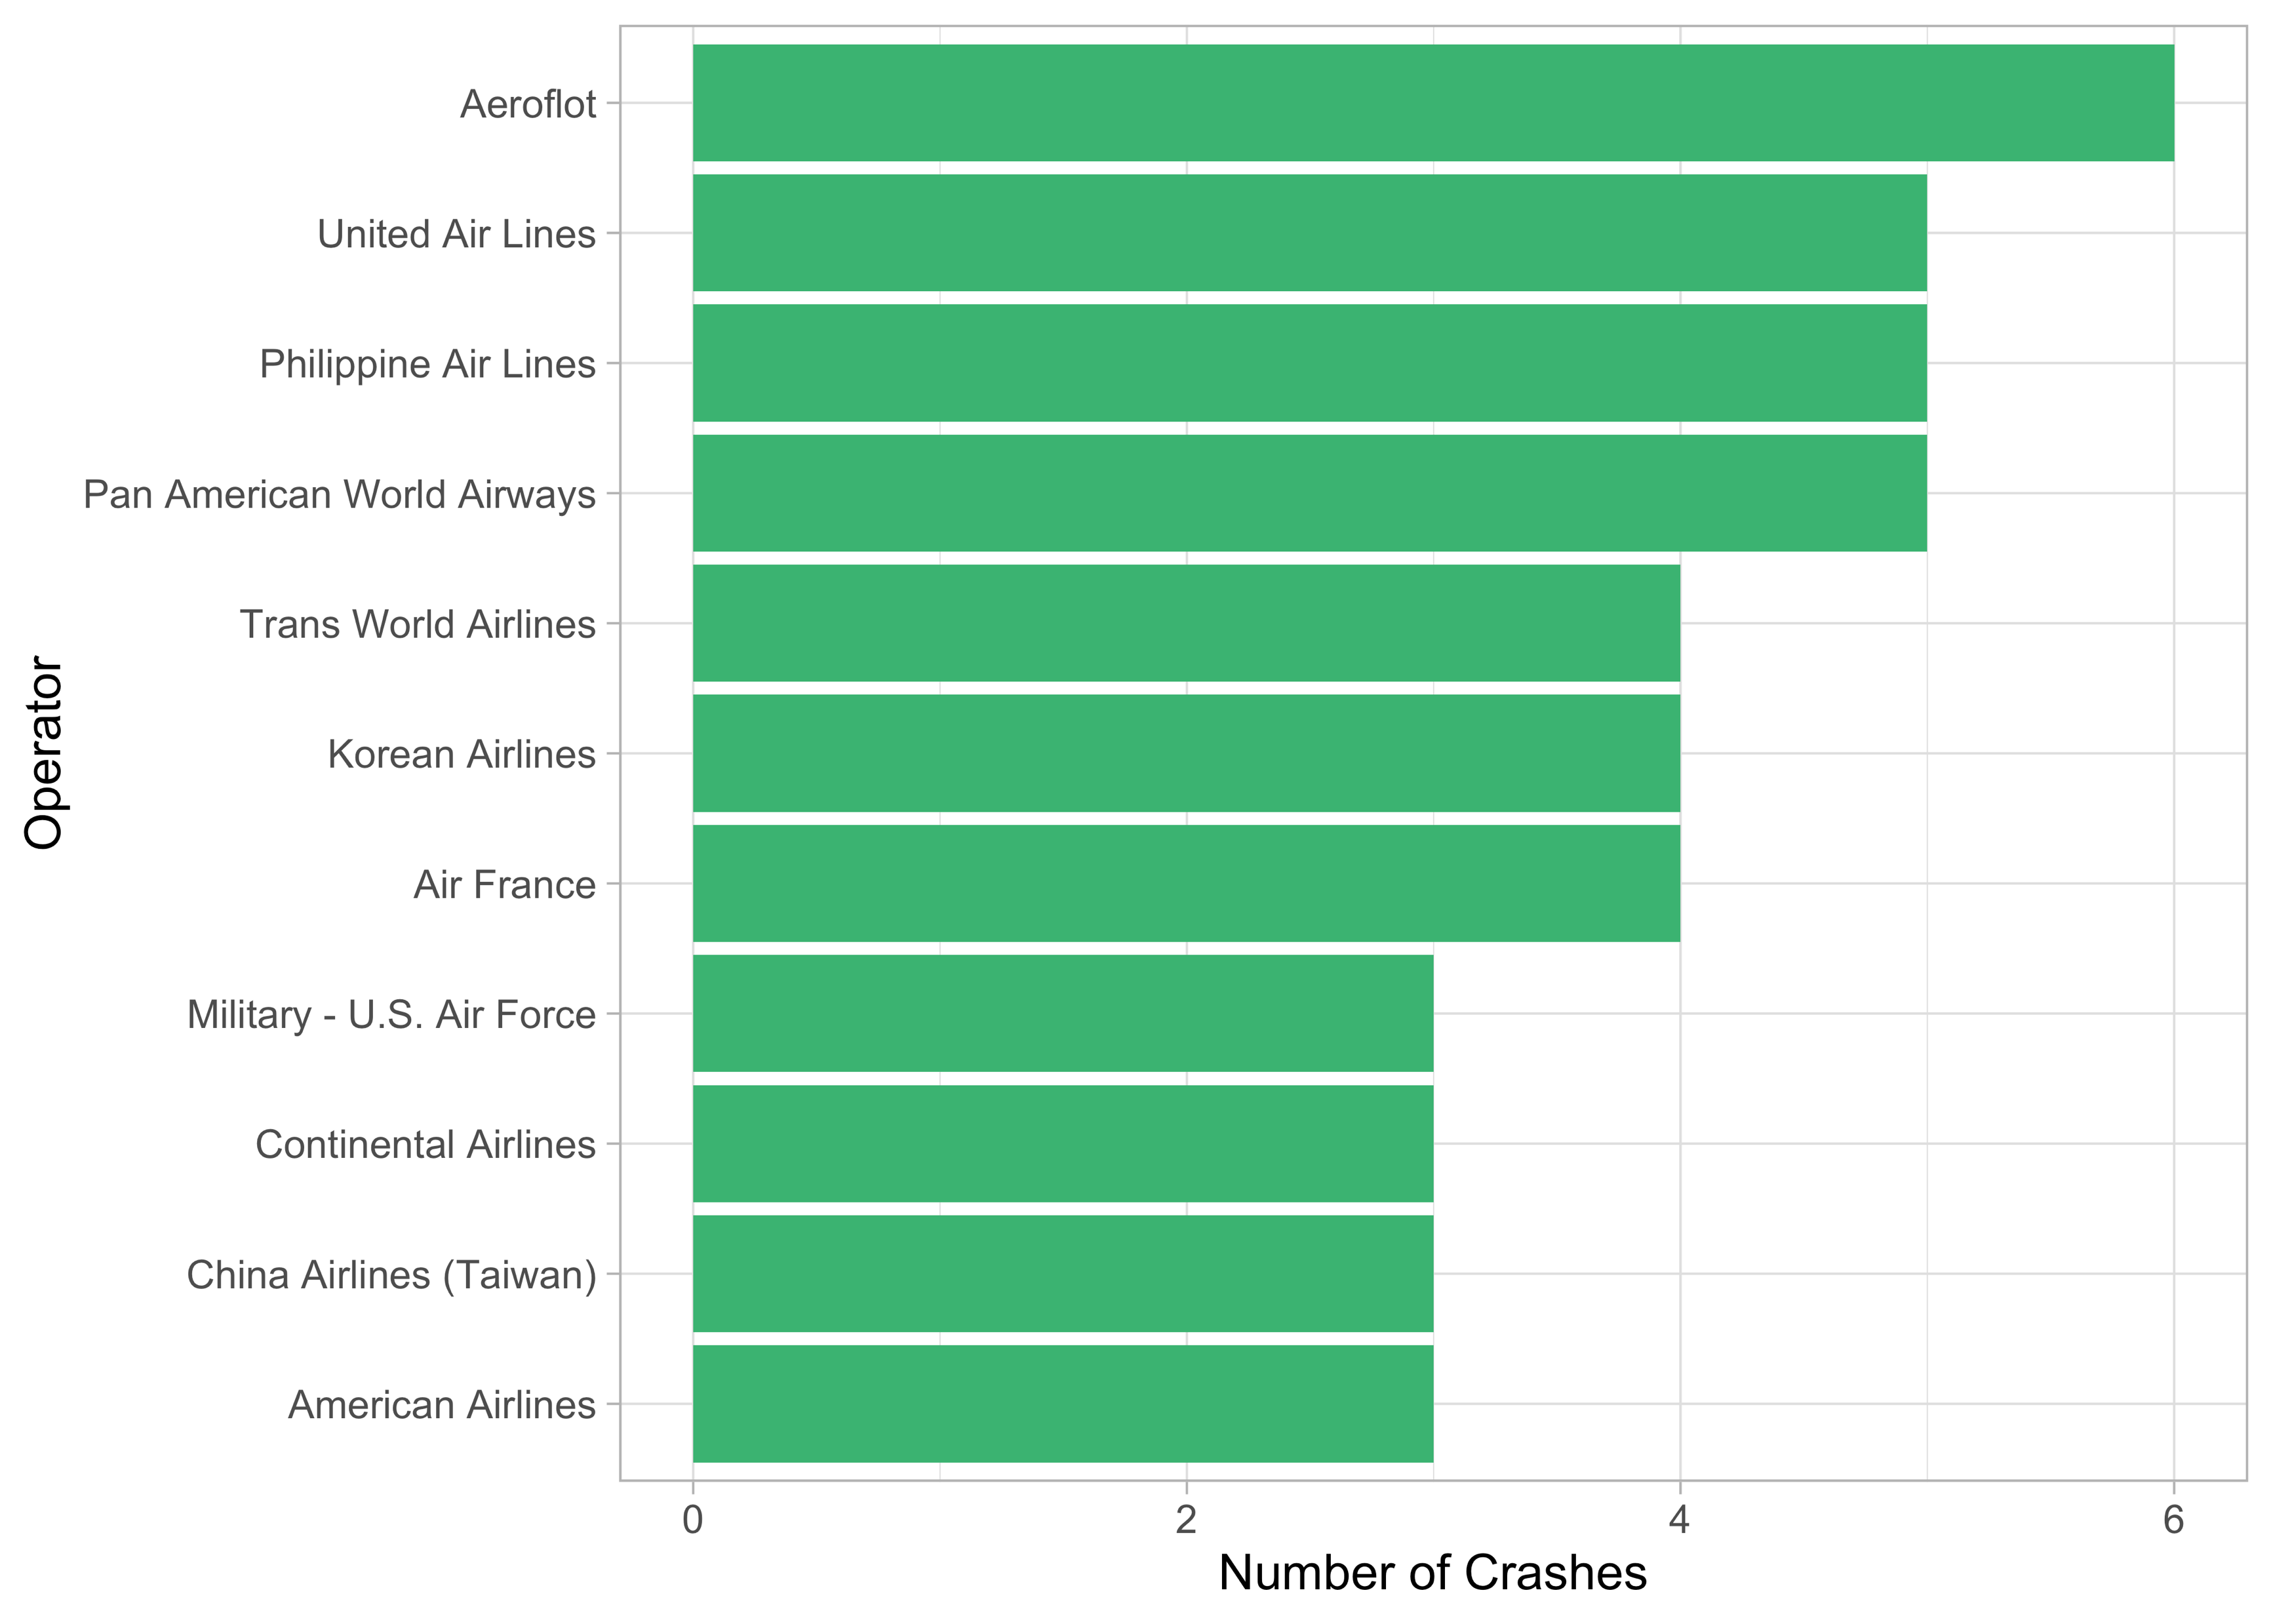 Aeroflot
United Air Lines
Philippine Air Lines
Pan American World Airways
Trans World Airlines
Korean Airlines
Air France
Military - U.S. Air Force
Continental Airlines
China Airlines (Taiwan)
American Airlines
Operator
0 2 4 6
Number of Crashes